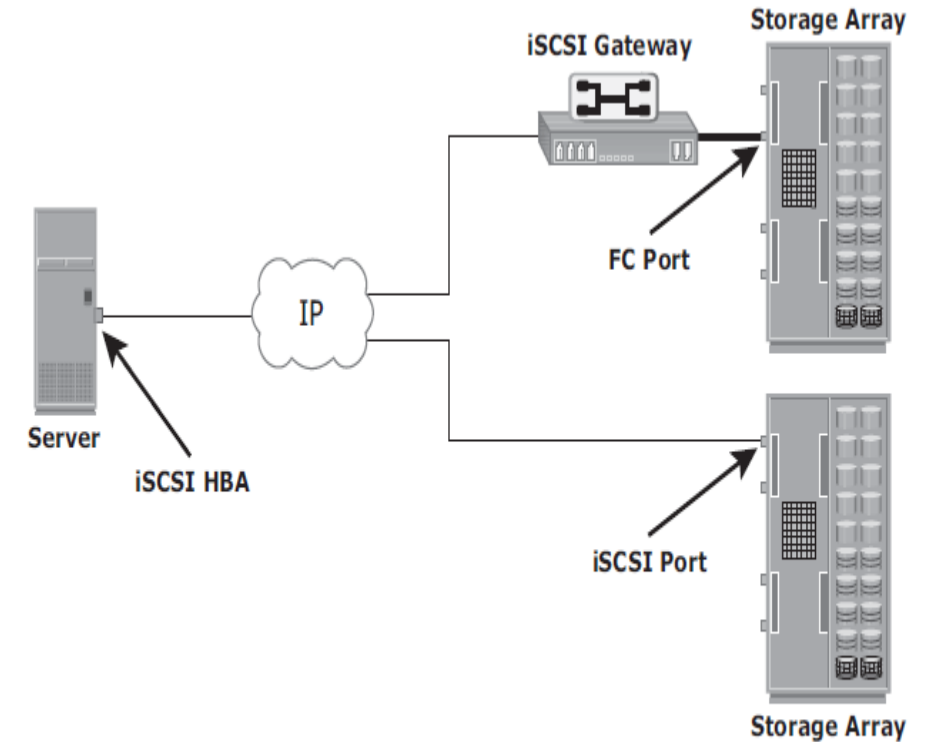 Storage Array
iSCSI Gateway
FC Port
IP
Server
iSCSI HBA
iSCSI Port
Storage Array